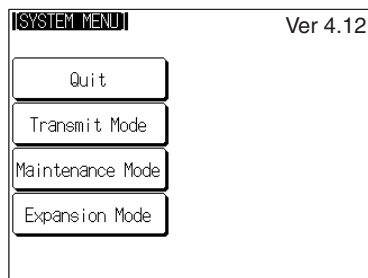 [SYSTEM MENU]
Ver 4.12
Quit
Transmit Mode
Maintenance Mode
Expansion Mode